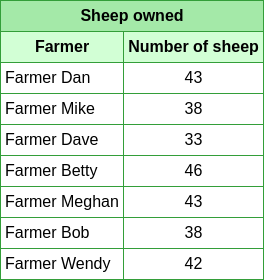 Sheep owned
Farmer Number of sheep
Farmer Dan 43
Farmer Mike 38
Farmer Dave 33
Farmer Betty 46
Farmer Meghan 43
Farmer Bob 38
Farmer Wendy 42